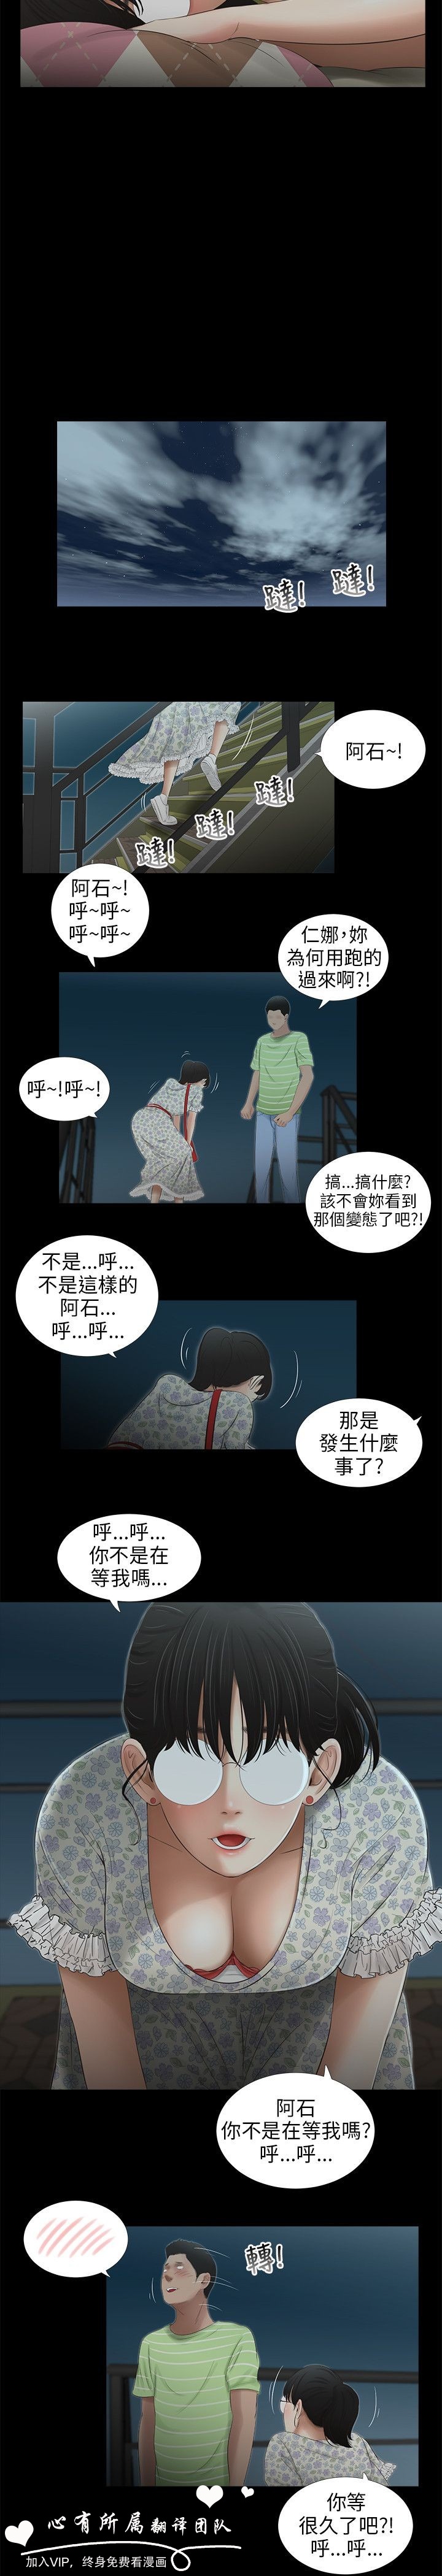 躂!
躂!
阿石~!
躂!
躂!
躂!
阿石~!
呼~呼~
呼~呼~
仁娜,妳
為何用跑的
過來啊?!
呼~!呼~!
搞...搞什麼?
該不會妳看到
那個變態了吧?!
不是...呼...
不是這樣的
阿石...
呼...呼...
那是
發生什麼
事了?
呼...呼...
你不是在
等我嗎...
阿石
你不是在等我嗎?
呼...呼...
轉!
你等
很久了吧?!
呼...呼...
心有所属翻译团队
加入VIP，终身免费看漫画